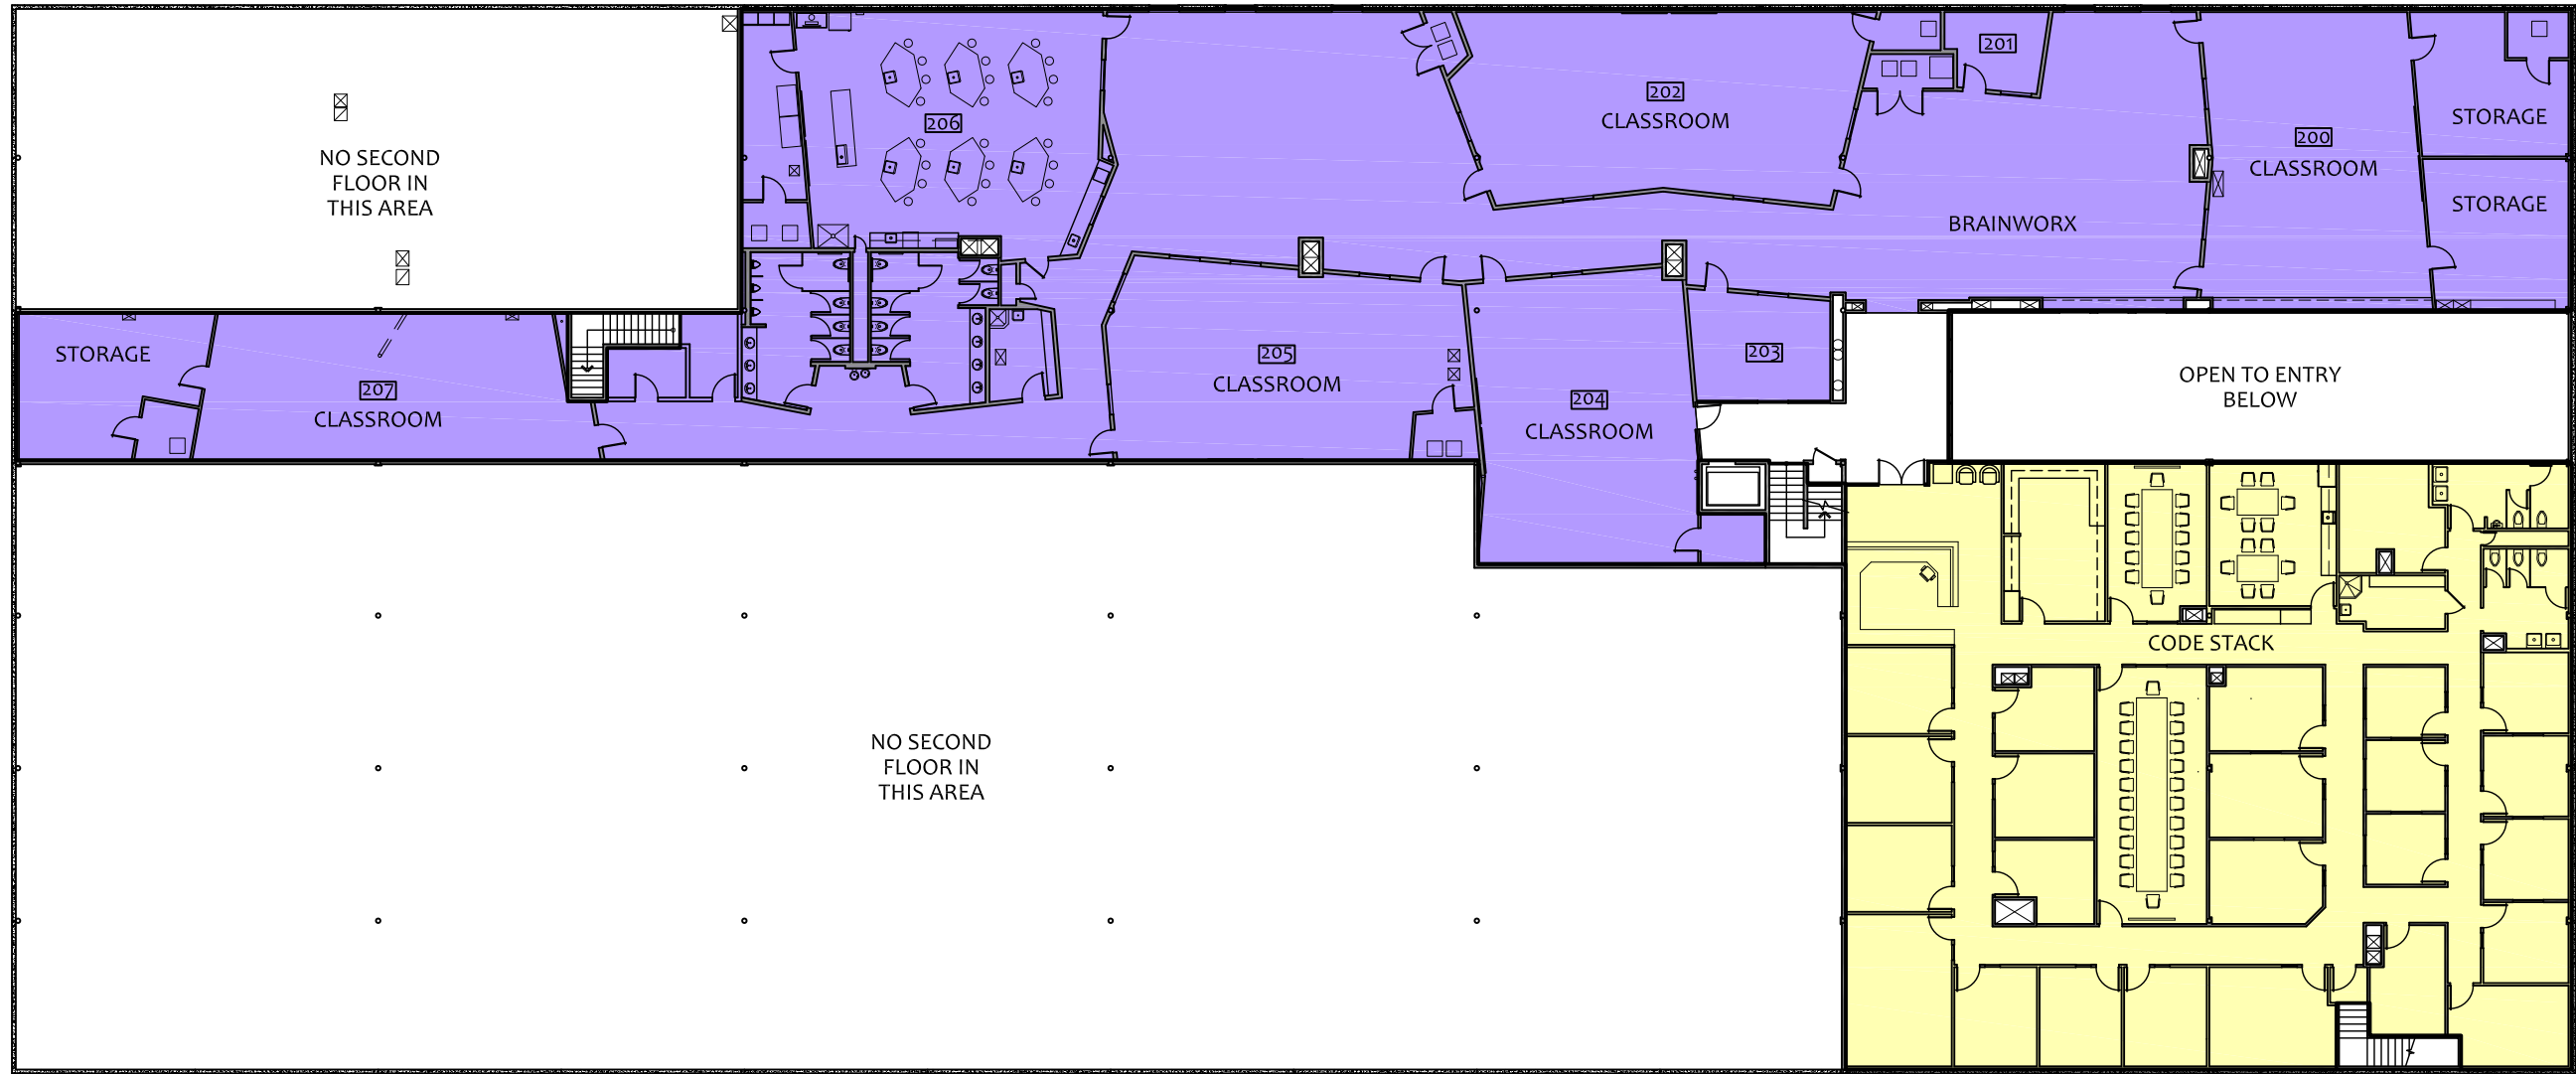 201
202
CLASSROOM
206
STORAGE
200
CLASSROOM
NO SECOND
FLOOR IN
THIS AREA
STORAGE
BRAINWORX
STORAGE
207
CLASSROOM
205
CLASSROOM
203
204
CLASSROOM
OPEN TO ENTRY
BELOW
CODE STACK
NO SECOND
FLOOR IN
THIS AREA